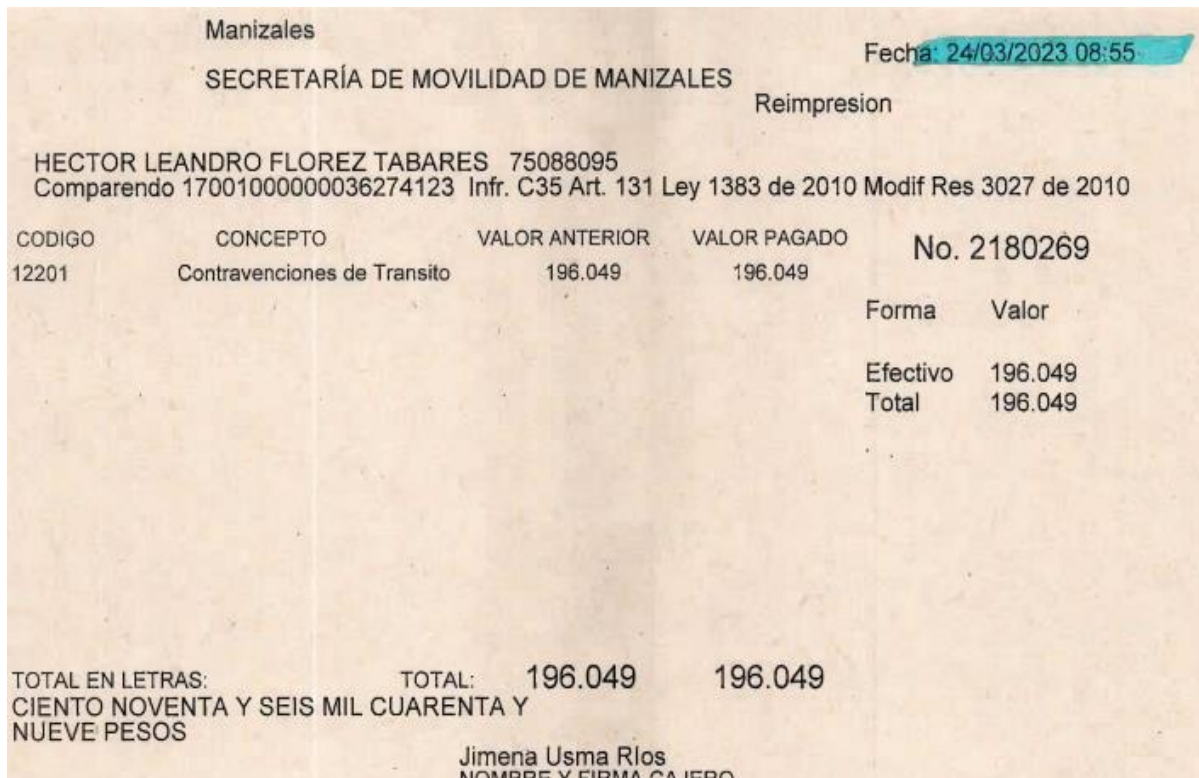 Manizales
Fecha: 24/03/2023 08:55
SECRETARÍA DE MOVILIDAD DE MANIZALES
Reimpresion
HECTOR LEANDRO FLOREZ TABARES 75088095
Comparendo 17001000000036274123 Infr. C35 Art. 131 Ley 1383 de 2010 Modif Res 3027 de 2010
CODIGO CONCEPTO VALOR ANTERIOR VALOR PAGADO No. 2180269
12201 Contravenciones de Transito 196.049 196.049
Forma Valor
Efectivo 196.049
Total 196.049
TOTAL EN LETRAS: TOTAL: 196.049 196.049
CIENTO NOVENTA Y SEIS MIL CUARENTA Y
NUEVE PESOS
Jimena Usma RIos
NOMBRE Y FIRMA CAJERO